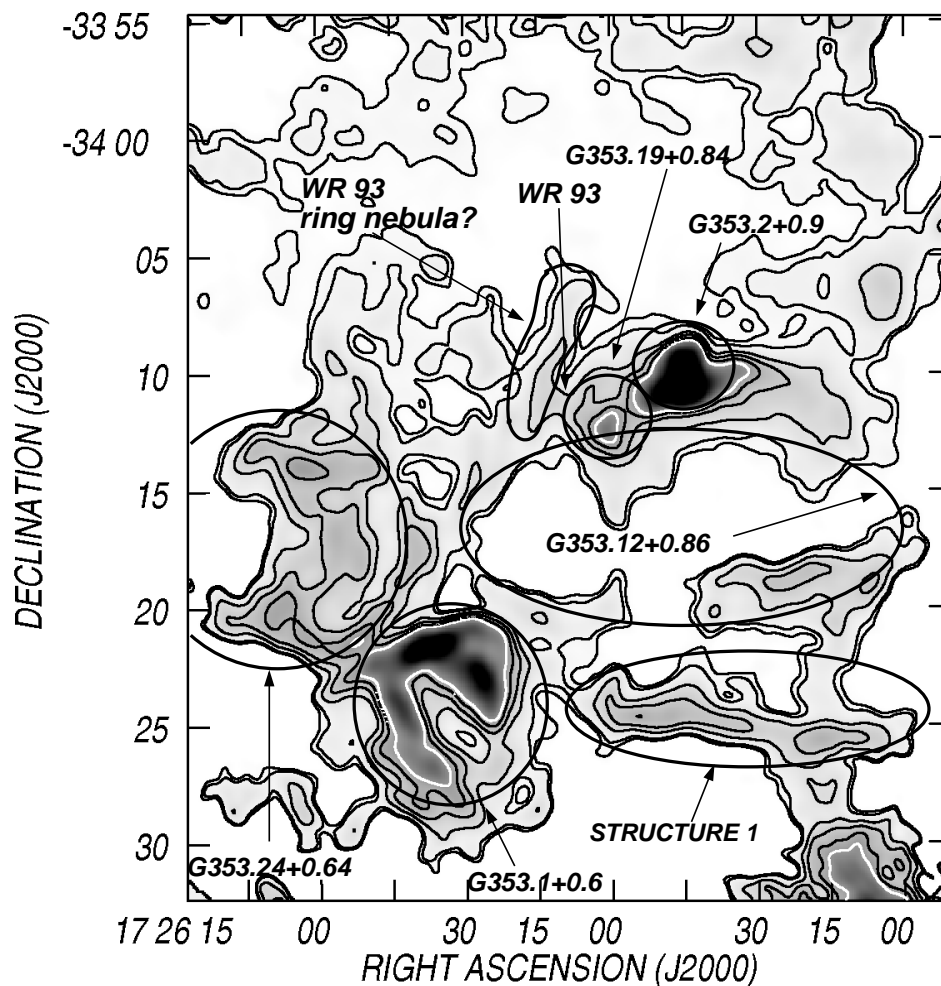 -33 55
-34 00
05
10
15
20
25
30
DECLINATION (J2000)
G353.19+0.84
WR 93
ring nebula?
WR 93
G353.2+0.9
G353.12+0.86
STRUCTURE 1
G353.24+0.64
G353.1+0.6
17 26 15
00
30
15
00
30
15
00
RIGHT ASCENSION (J2000)